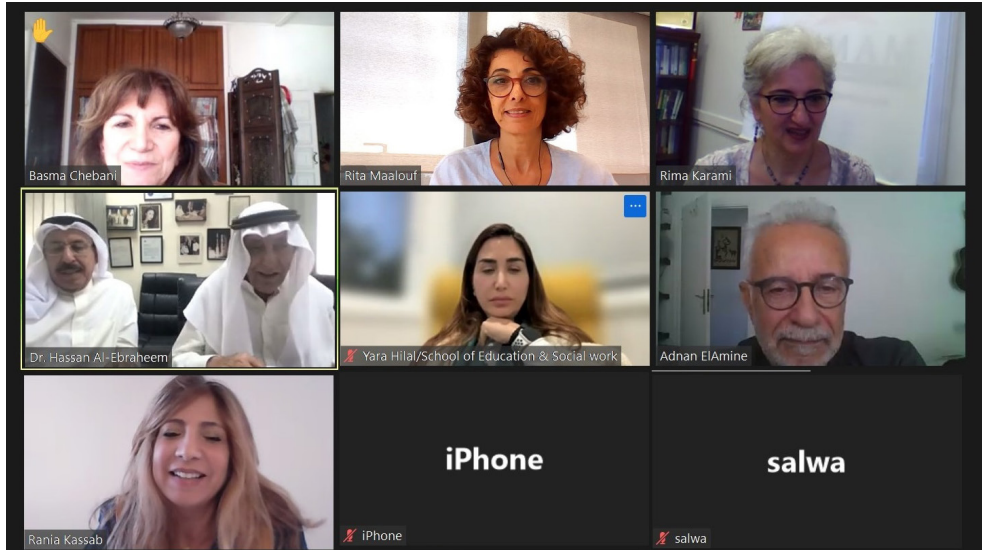 Basma Chebani
Rita Maalouf
Rima Karami
Dr. Hassan Al-Ebraheem
Yara Hilal/School of Education & Social work
Adnan ElAmine
Rania Kassab
iPhone
iPhone
salwa
salwa